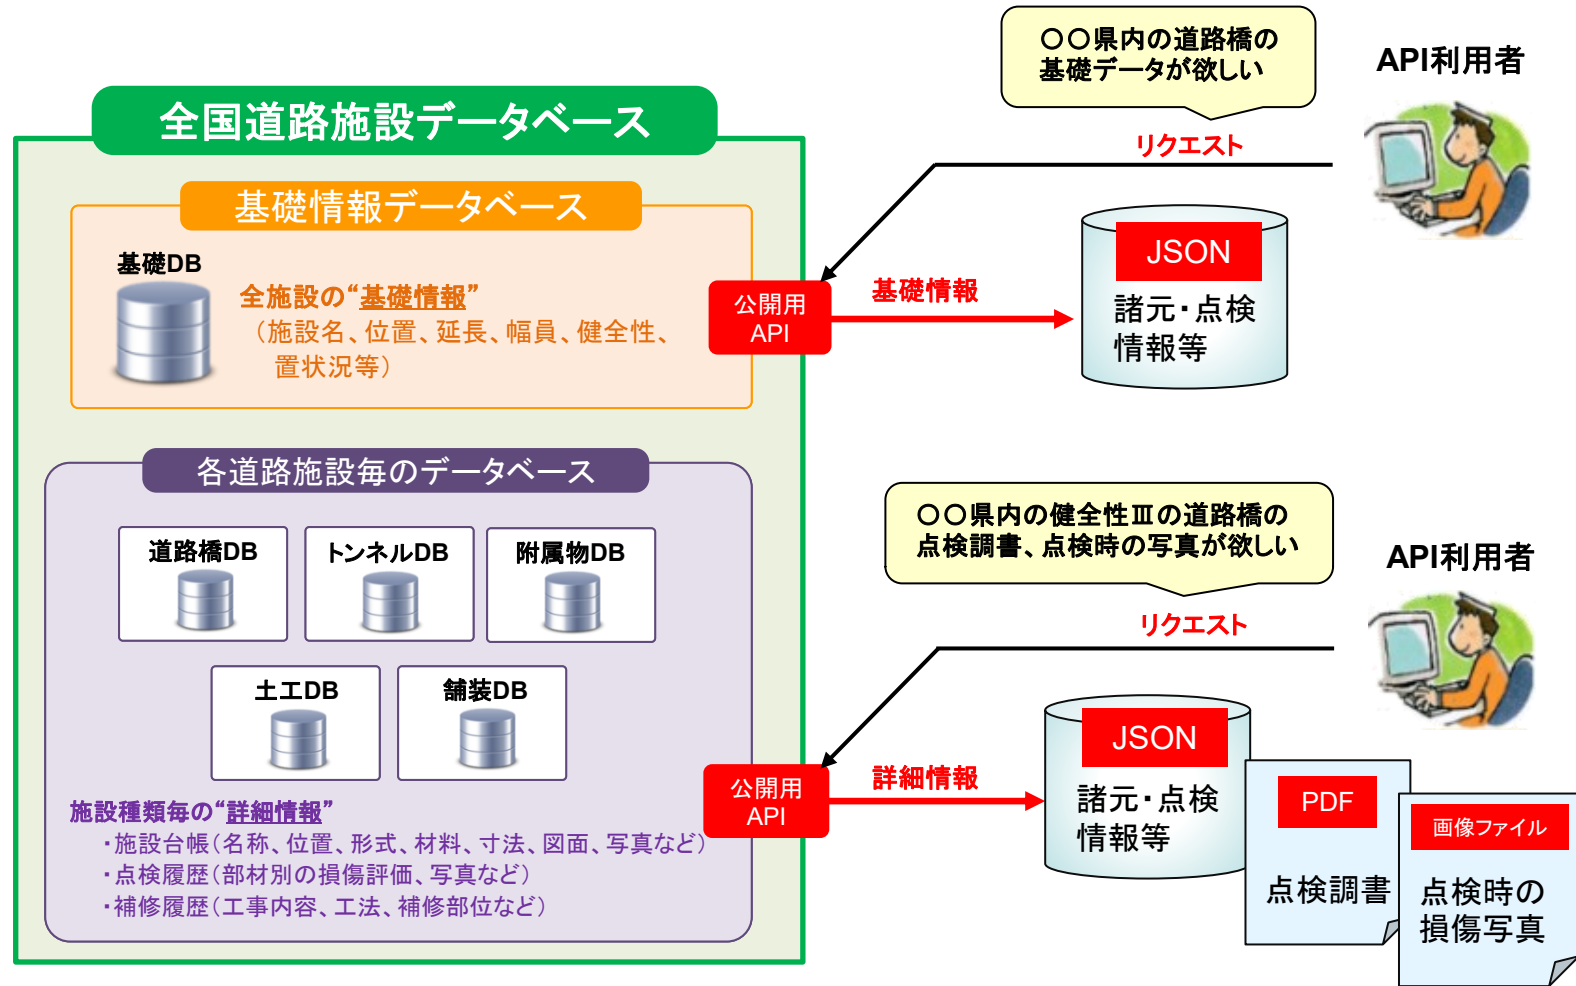 全国道路施設データベース
基礎情報データベース
基礎DB
全施設の“基礎情報”
（施設名、位置、延長、幅員、健全性、
置状況等）
公開用
API
〇〇県内の道路橋の
基礎データが欲しい
API利用者
リクエスト
基礎情報
JSON
諸元・点検
情報等
各道路施設毎のデータベース
道路橋DB
トンネルDB
附属物DB
土工DB
舗装DB
施設種類毎の“詳細情報”
・施設台帳（名称、位置、形式、材料、寸法、図面、写真など）
・点検履歴（部材別の損傷評価、写真など）
・補修履歴（工事内容、工法、補修部位など）
公開用
API
〇〇県内の健全性Ⅲの道路橋の
点検調書、点検時の写真が欲しい
API利用者
リクエスト
詳細情報
JSON
諸元・点検
情報等
PDF
点検調書
画像ファイル
点検時の
損傷写真